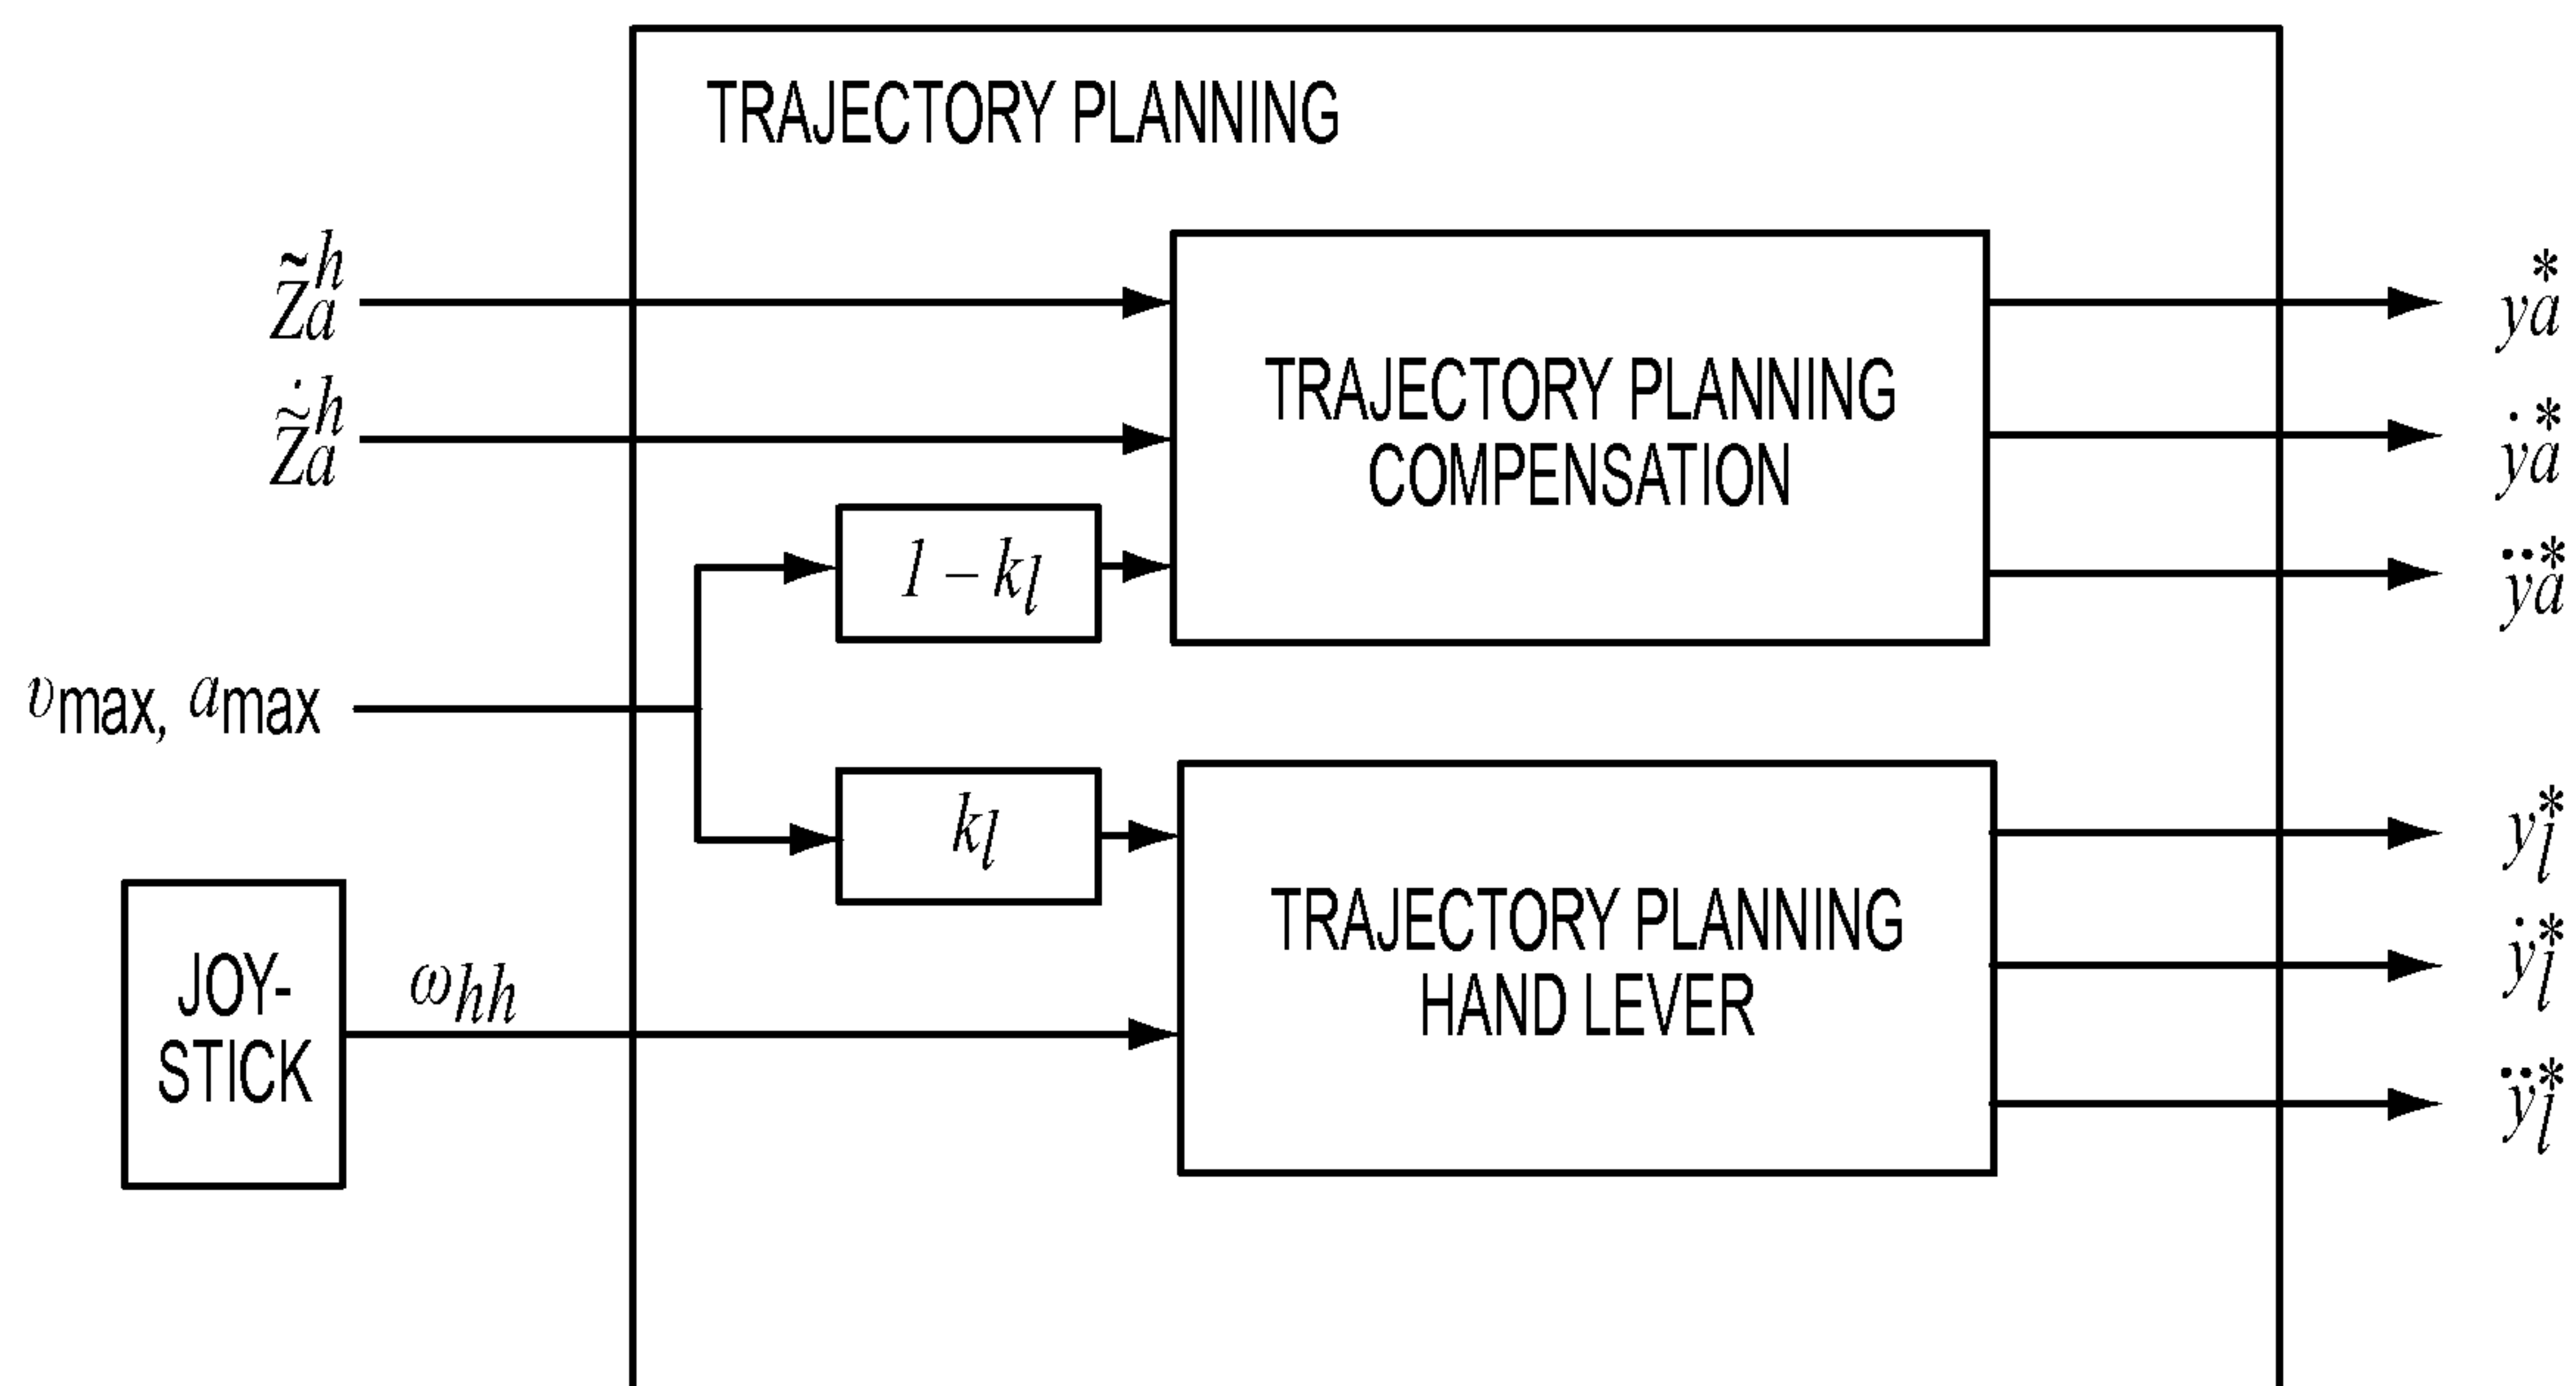 TRAJECTORY PLANNING
z̃ₐʰ
ż̃ₐʰ
TRAJECTORY PLANNING
COMPENSATION
1 – kₗ
yₐ*
ẏₐ*
ÿₐ*
υmax, amax
kₗ
TRAJECTORY PLANNING
HAND LEVER
JOY-
STICK
ωₕₕ
yₗ*
ẏₗ*
ÿₗ*